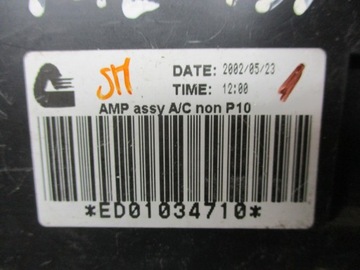 SM
DATE: 2002/05/23
TIME: 12:00
AMP assy A/C non P10
*ED01034710*